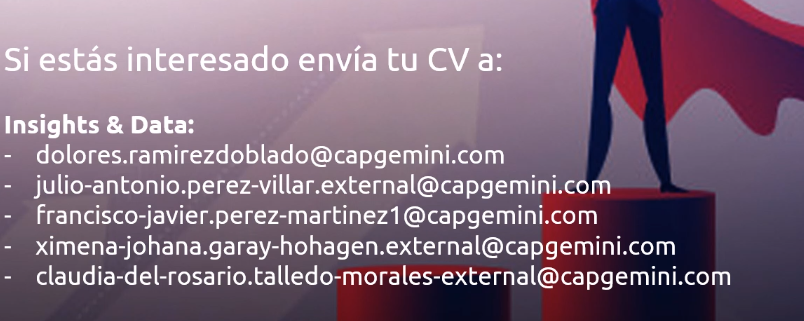 Si estás interesado envía tu CV a:
Insights & Data:
- dolores.ramirezdoblado@capgemini.com
- julio-antonio.perez-villar.external@capgemini.com
- francisco-javier.perez-martinez1@capgemini.com
- ximena-johana.garay-hohagen.external@capgemini.com
- claudia-del-rosario.talledo-morales-external@capgemini.com